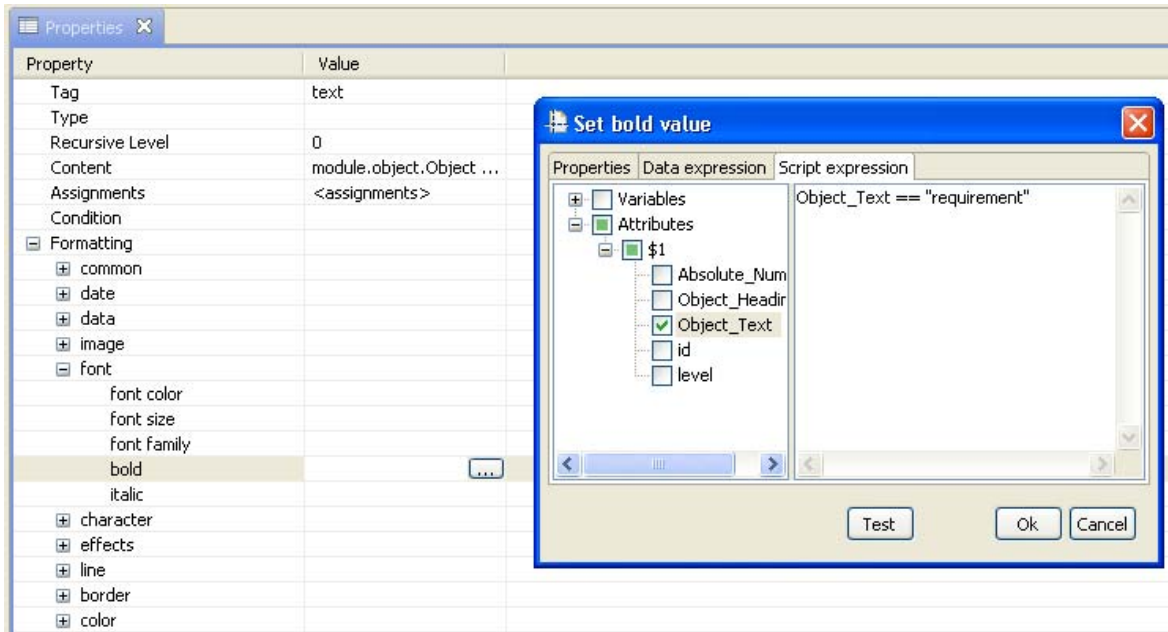 Properties
Property Value
Tag text
Type
Recursive Level 0
Content module.object.Object ...
Assignments <assignments>
Condition
Formatting
common
date
data
image
font
font color
font size
font family
bold ...
italic
character
effects
line
border
color
Set bold value
Properties Data expression Script expression
Variables
Attributes
$1
Absolute_Num
Object_Headir
Object_Text
id
level
Object_Text == "requirement"
Test Ok Cancel